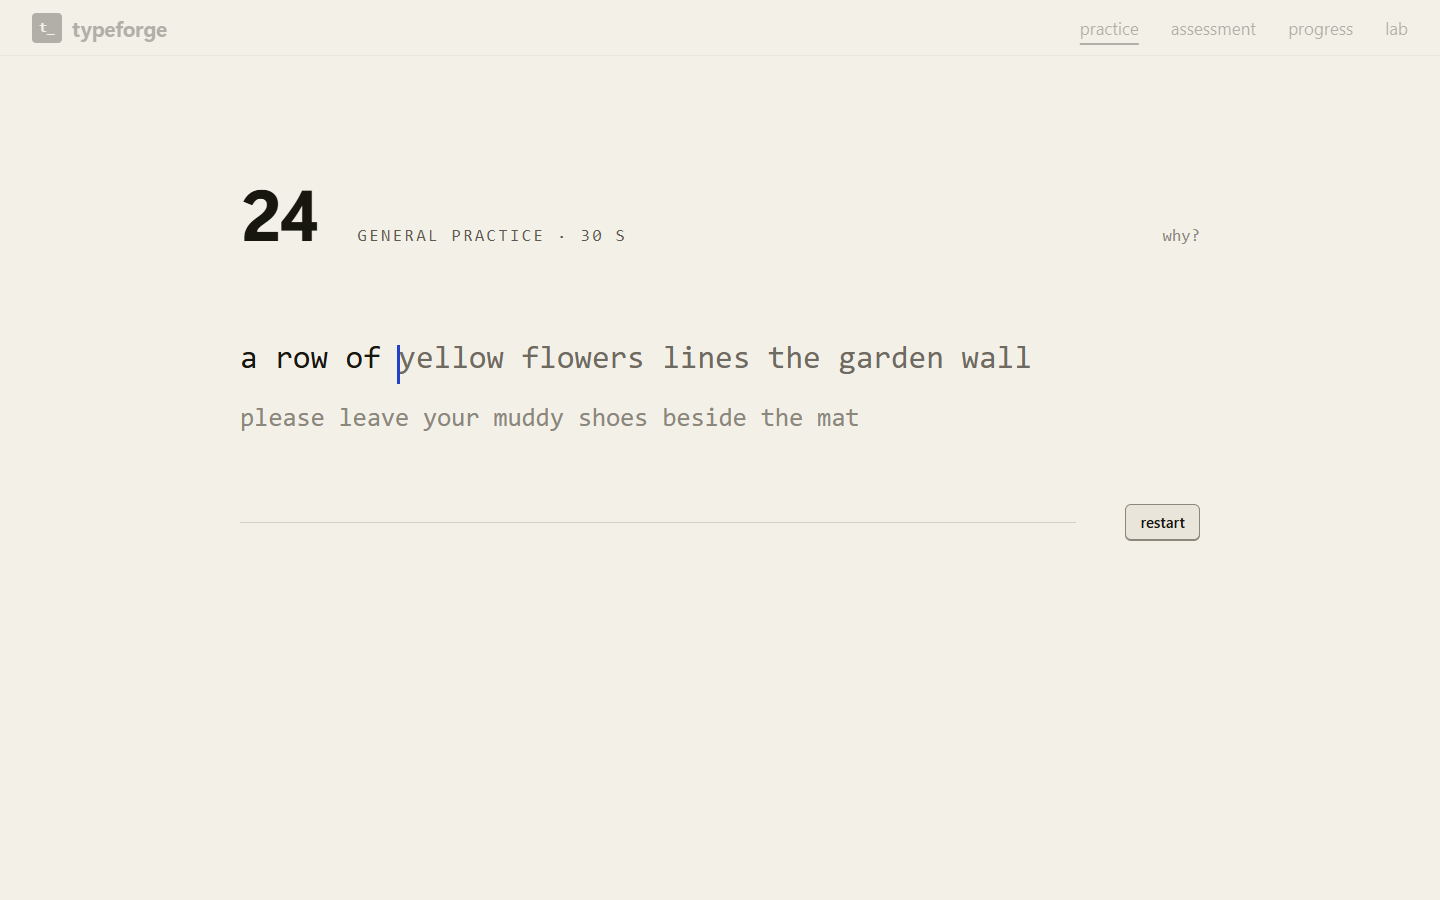 t_ typeforge practice assessment progress lab
24 GENERAL PRACTICE · 30 S why?
a row of yellow flowers lines the garden wall
please leave your muddy shoes beside the mat
restart